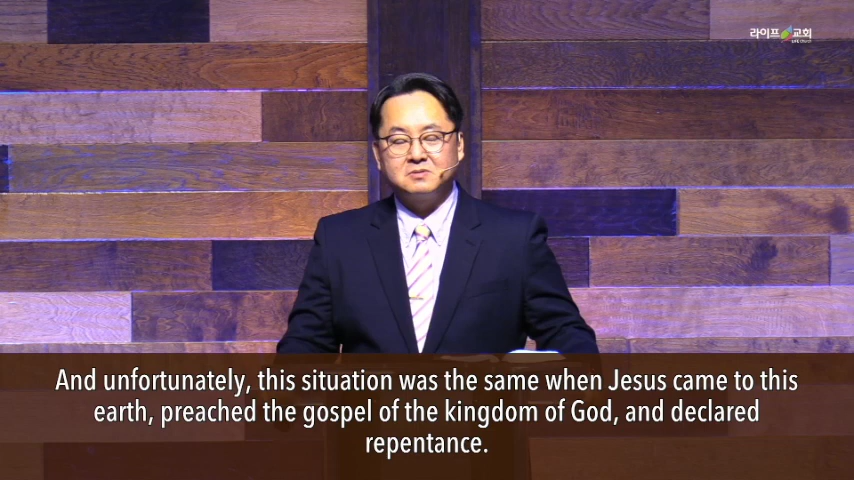 라이프교회
And unfortunately, this situation was the same when Jesus came to this
earth, preached the gospel of the kingdom of God, and declared
repentance.